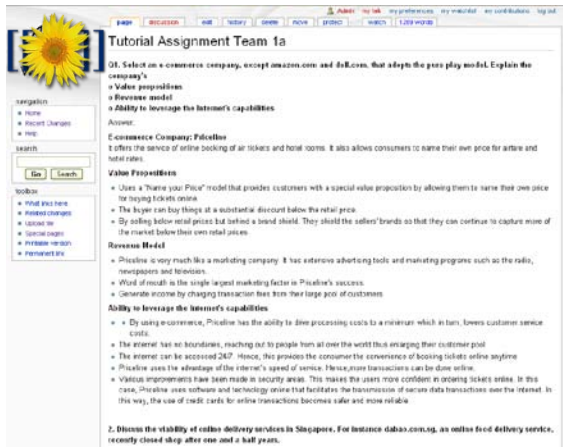 Admin my talk my preferences my watchlist my contributions log out
page discussion edit history delete move protect watch 1203 words
Tutorial Assignment Team 1a
Q1. Select an e-commerce company, except amazon.com and dell.com, that adopts the pure play model. Explain the
company's
o Value propositions
o Revenue model
o Ability to leverage the Internet's capabilities
Answer:
E-commerce Company: Priceline
It offers the service of online booking of air tickets and hotel rooms. It also allows consumers to name their own price for airfare and
hotel rates.
Value Propositions
Uses a "Name your Price" model that provides customers with a special value proposition by allowing them to name their own price
for buying tickets online.
The buyer can buy things at a substantial discount below the retail price.
By selling below retail prices but behind a brand shield. They shield the sellers' brands so that they can continue to capture more of
the market below their own retail prices.
Revenue Model
Priceline is very much like a marketing company. It has extensive advertising tools and marketing programs such as the radio,
newspapers and television.
Word of mouth is the single largest marketing factor in Priceline's success.
Generate income by charging transaction fees from their large pool of customers
Ability to leverage the Internet's capabilities
By using e-commerce, Priceline has the ability to drive processing costs to a minimum which in turn, lowers customer service
costs.
The internet has no boundaries, reaching out to people from all over the world thus enlarging their customer pool
The internet can be accessed 24/7. Hence, this provides the consumer the convenience of booking tickets online anytime
Priceline uses the advantage of the internet's speed of service. Hence,more transactions can be done online.
Various improvements have been made in security areas. This makes the users more confident in ordering tickets online. In this
case, Priceline uses software and technology online that facilitates the transmission of secure data transactions over the Internet. In
this way, the use of credit cards for online transactions becomes safer and more reliable.
2. Discuss the viability of online delivery services in Singapore. For instance dabao.com.sg, an online food delivery service,
recently closed shop after one and a half years.
navigation
Home
Recent Changes
Help
search
Go Search
toolbox
What links here
Related changes
Upload file
Special pages
Printable version
Permanent link